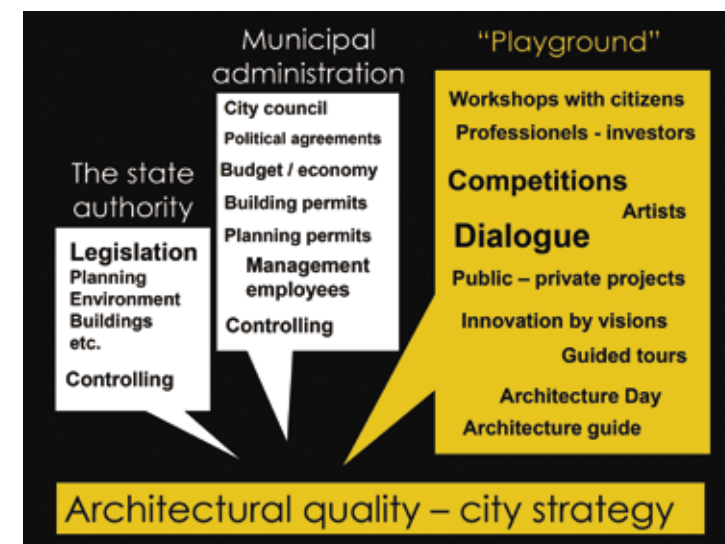 The state
authority
Legislation
Planning
Environment
Buildings
etc.
Controlling
Municipal
administration
City council
Political agreements
Budget / economy
Building permits
Planning permits
Management
employees
Controlling
“Playground”
Workshops with citizens
Professionels - investors
Competitions
Artists
Dialogue
Public – private projects
Innovation by visions
Guided tours
Architecture Day
Architecture guide
Architectural quality – city strategy